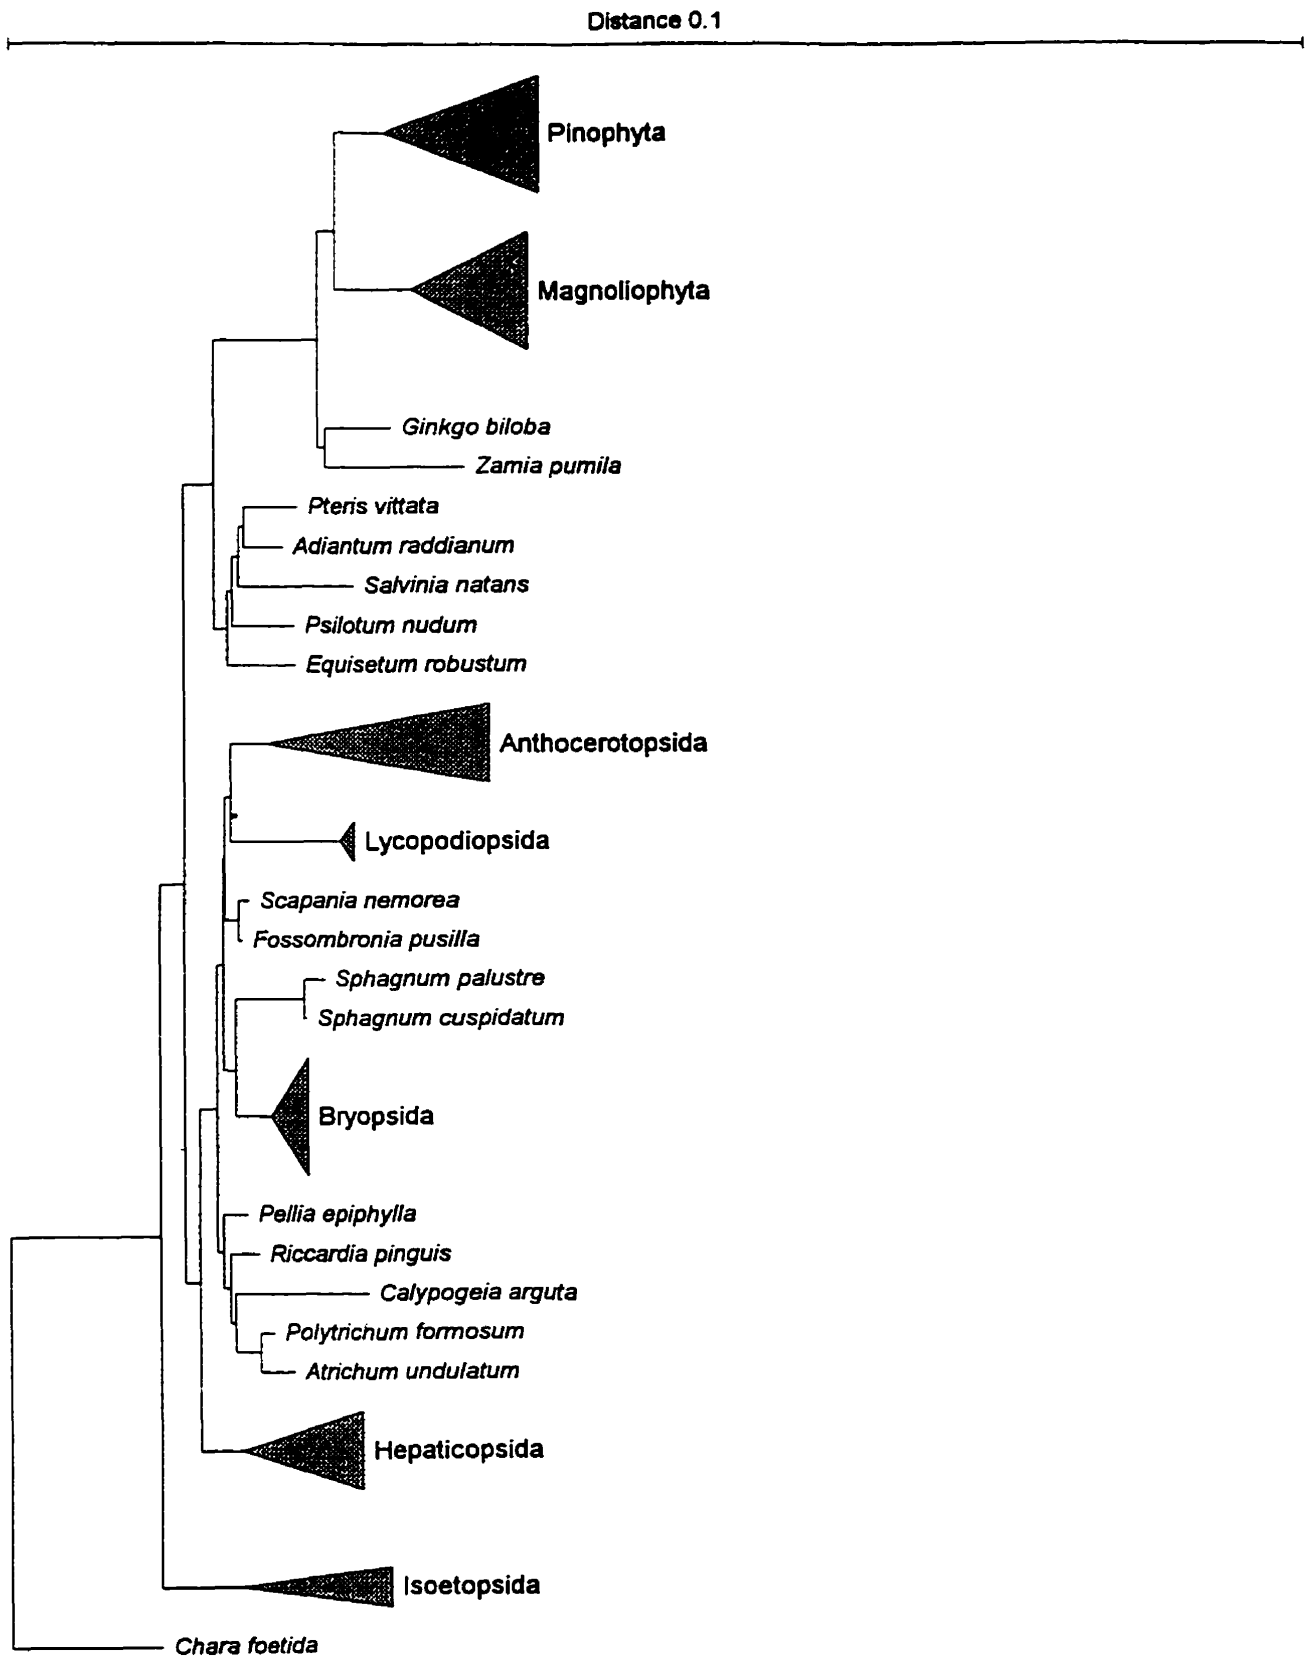 Distance 0.1
Pinophyta
Magnoliophyta
Ginkgo biloba
Zamia pumila
Pteris vittata
Adiantum raddianum
Salvinia natans
Psilotum nudum
Equisetum robustum
Anthocerotopsida
Lycopodiopsida
Scapania nemorea
Fossombronia pusilla
Sphagnum palustre
Sphagnum cuspidatum
Bryopsida
Pellia epiphylla
Riccardia pinguis
Calypogeia arguta
Polytrichum formosum
Atrichum undulatum
Hepaticopsida
Isoetopsida
Chara foetida